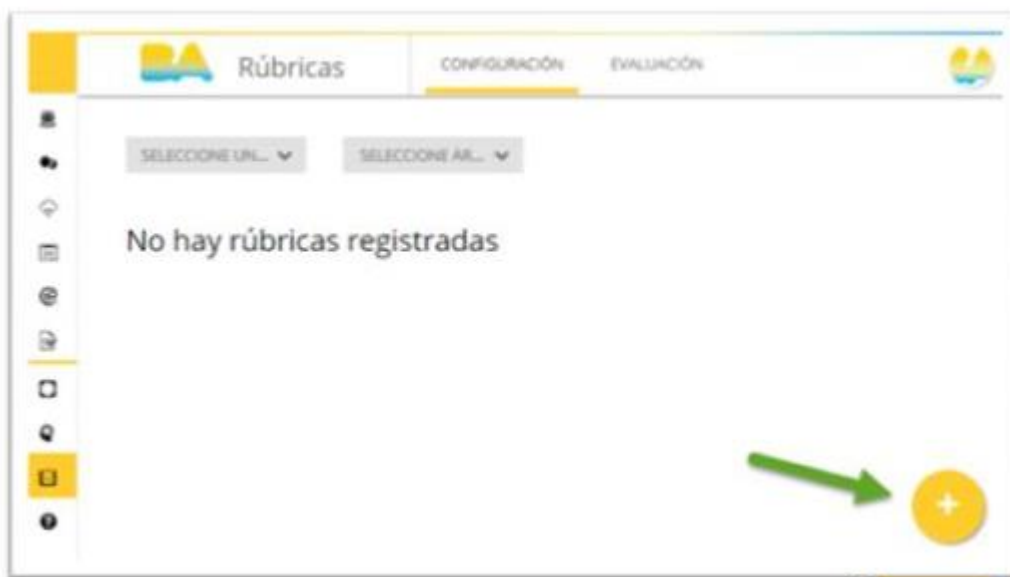 BA Rúbricas CONFIGURACIÓN EVALUACIÓN
SELECCIONE UN... SELECCIONE AR...
No hay rúbricas registradas